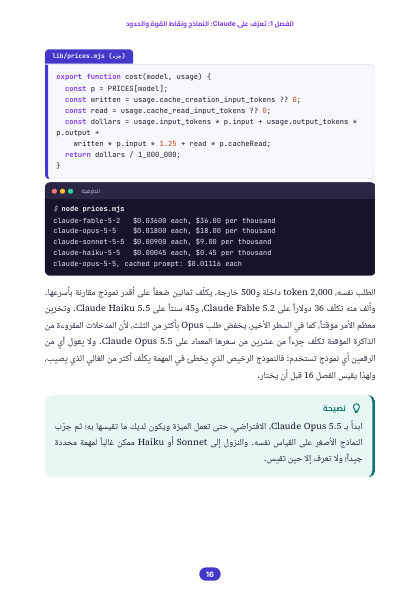 الفصل 1: تعرّف على Claude: النماذج ونقاط القوة والحدود
lib/prices.mjs (جزء)
export function cost(model, usage) {
const p = PRICES[model];
const written = usage.cache_creation_input_tokens ?? 0;
const read = usage.cache_read_input_tokens ?? 0;
const dollars = usage.input_tokens * p.input + usage.output_tokens *
p.output +
written * p.input * 1.25 + read * p.cacheRead;
return dollars / 1_000_000;
}
الطرفية
$ node prices.mjs
claude-fable-5-2 $0.03600 each, $36.00 per thousand
claude-opus-5-5 $0.01800 each, $18.00 per thousand
claude-sonnet-5-5 $0.00900 each, $9.00 per thousand
claude-haiku-5-5 $0.00045 each, $0.45 per thousand
claude-opus-5-5, cached prompt: $0.01116 each
الطلب نفسه، 2,000 token داخلة و500 خارجة، يكلّف ثمانين ضعفاً على أقدر نموذج مقارنة بأسرعها.
وألف منه تكلّف 36 دولاراً على Claude Fable 5.2، و45 سنتاً على Claude Haiku 5.5. وتخزين
معظم الأمر مؤقتاً، كما في السطر الأخير، يخفض طلب Opus بأكثر من الثلث، لأن المدخلات المقروءة من
الذاكرة المؤقتة تكلّف جزءاً من عشرين من سعرها المعتاد على Claude Opus 5.5. ولا يقول أي من
الرقمين أي نموذج تستخدم: فالنموذج الرخيص الذي يخطئ في المهمة يكلّف أكثر من الغالي الذي يصيب،
ولهذا يقيس الفصل 16 قبل أن يختار.
نصيحة
ابدأ بـ Claude Opus 5.5، الافتراضي، حتى تعمل الميزة ويكون لديك ما تقيسها به؛ ثم جرّب
النماذج الأصغر على القياس نفسه. والنزول إلى Sonnet أو Haiku ممكن غالباً لمهمة محددة
جيداً؛ ولا تعرف إلا حين تقيس.
16